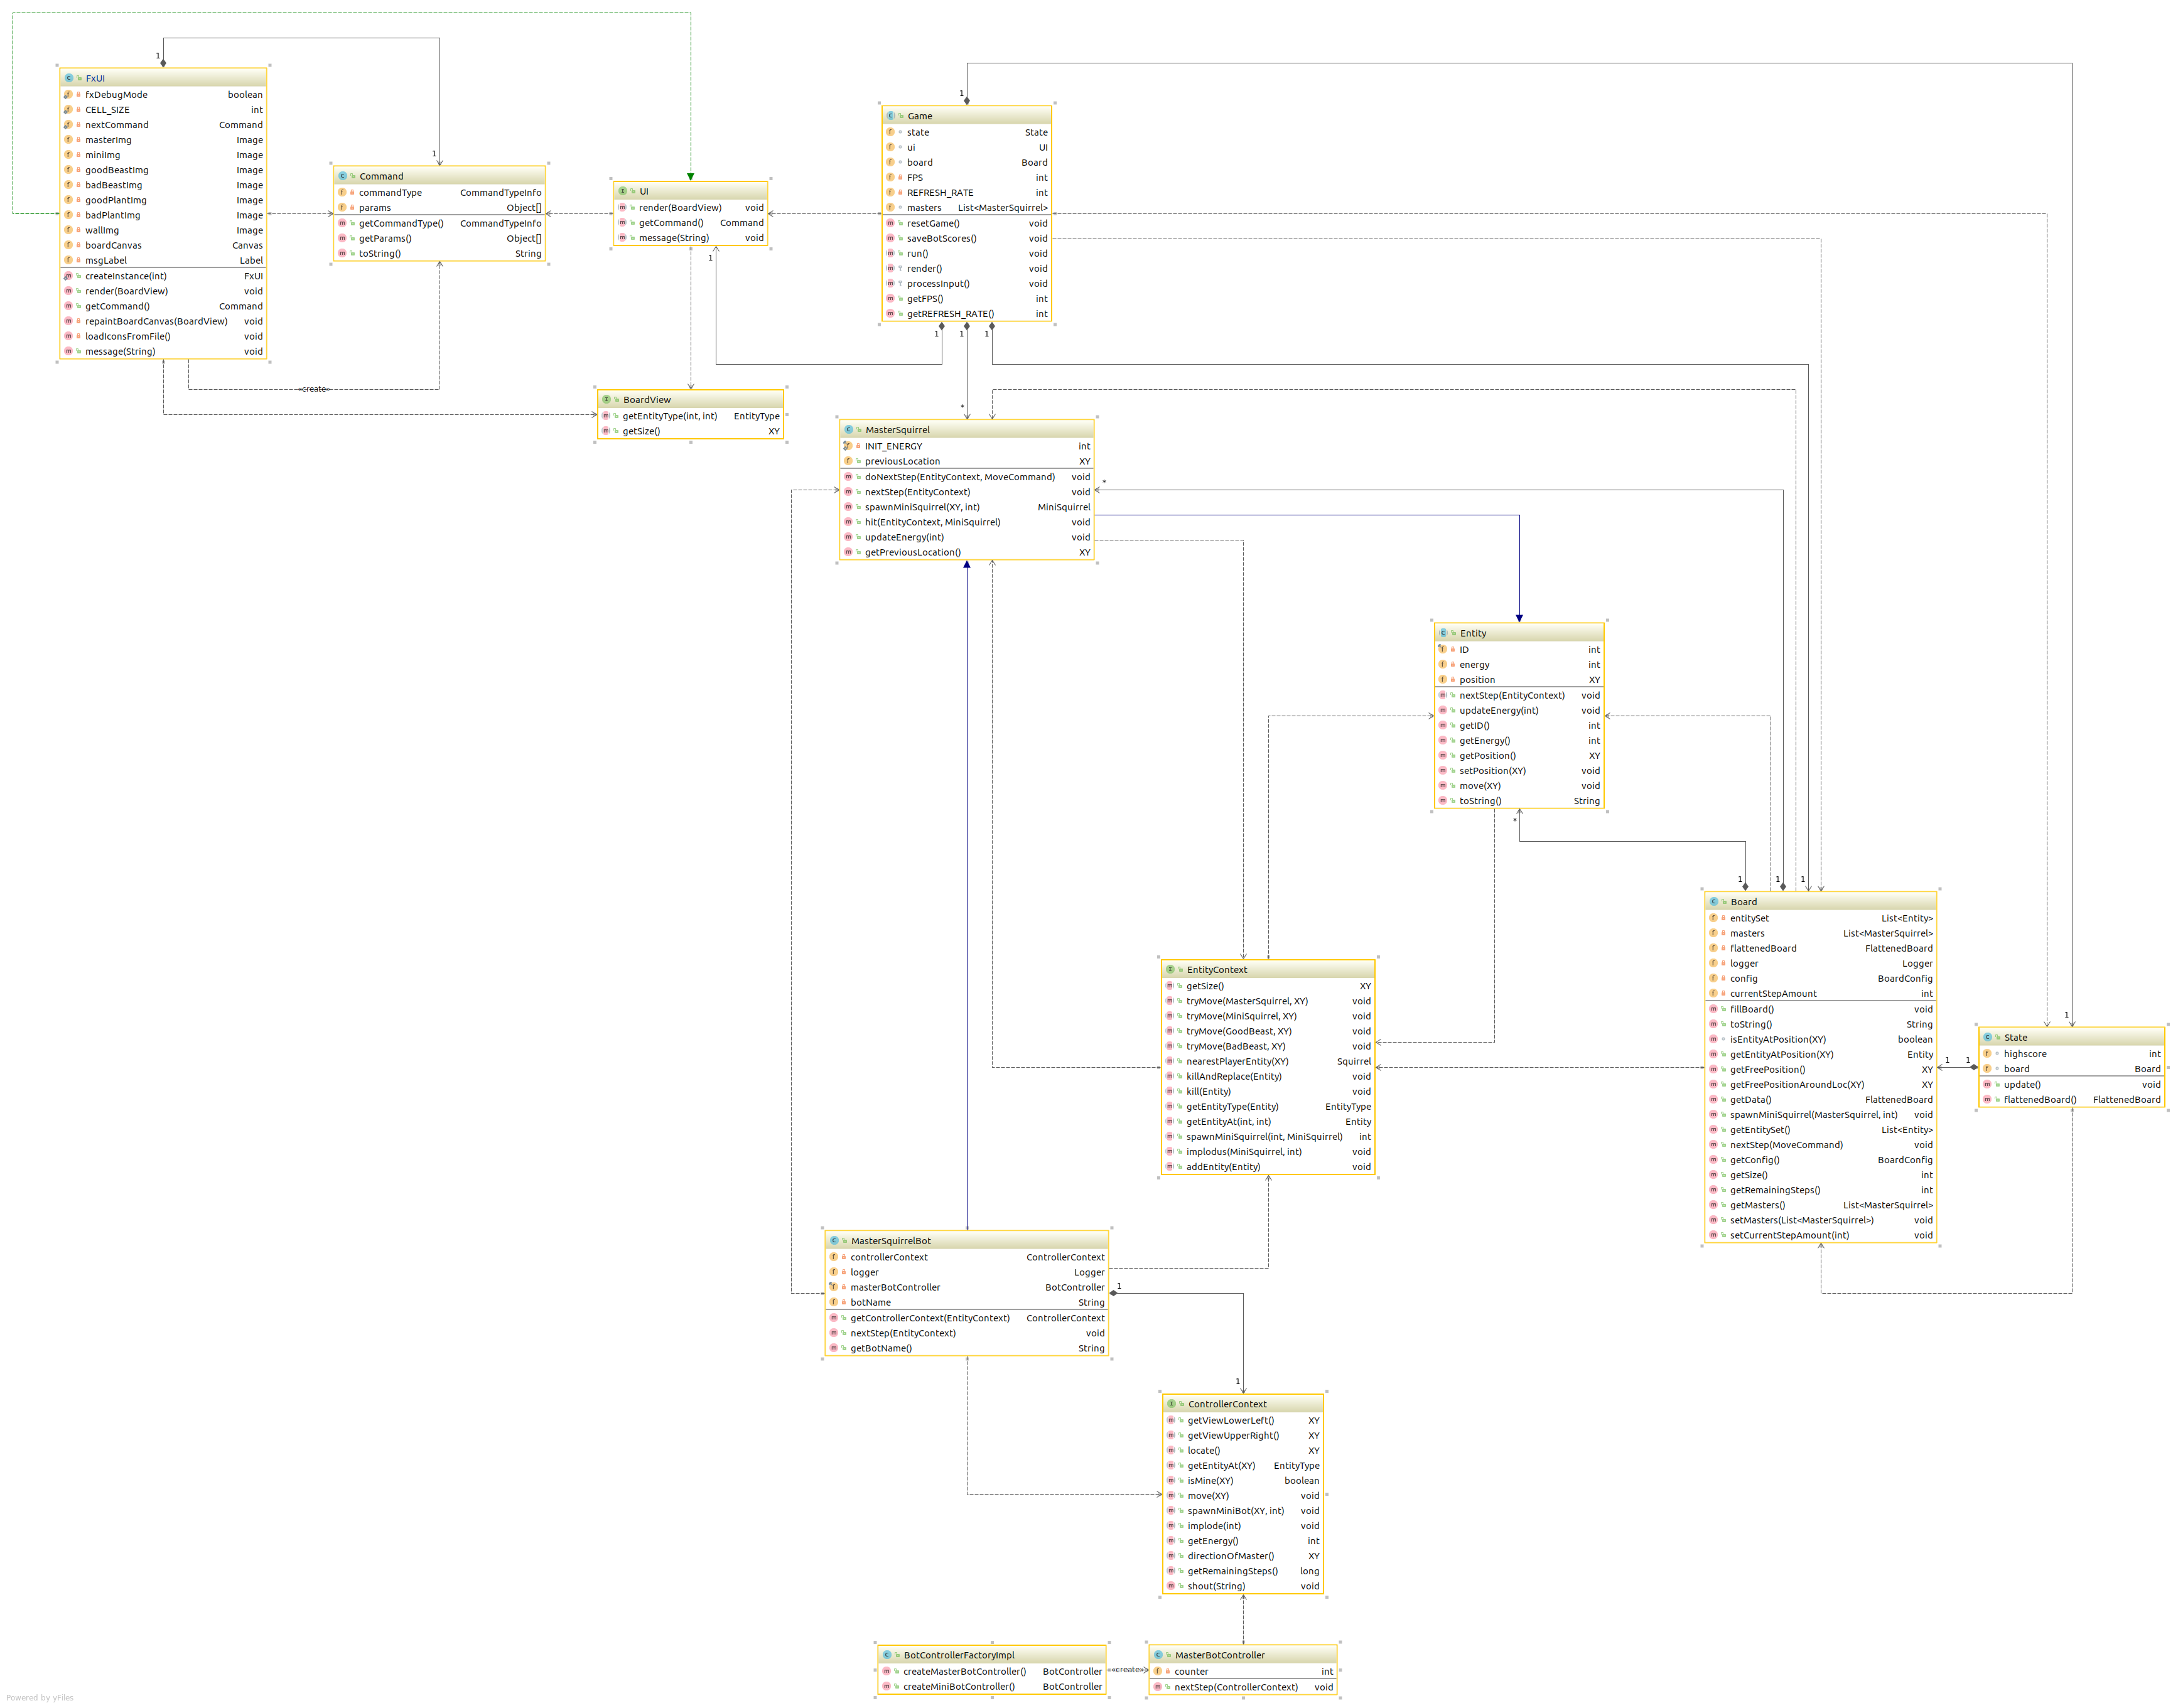 FxUI
fxDebugMode boolean
CELL_SIZE int
nextCommand Command
masterImg Image
miniImg Image
goodBeastImg Image
badBeastImg Image
goodPlantImg Image
badPlantImg Image
wallImg Image
boardCanvas Canvas
msgLabel Label
createInstance(int) FxUI
render(BoardView) void
getCommand() Command
repaintBoardCanvas(BoardView) void
loadIconsFromFile() void
message(String) void
1
1
«create»
Command
commandType CommandTypeInfo
params Object[]
getCommandType() CommandTypeInfo
getParams() Object[]
toString() String
UI
render(BoardView) void
getCommand() Command
message(String) void
1
BoardView
getEntityType(int, int) EntityType
getSize() XY
1
Game
state State
ui UI
board Board
FPS int
REFRESH_RATE int
masters List<MasterSquirrel>
resetGame() void
saveBotScores() void
run() void
render() void
processInput() void
getFPS() int
getREFRESH_RATE() int
1 1 1
*
MasterSquirrel
INIT_ENERGY int
previousLocation XY
doNextStep(EntityContext, MoveCommand) void
nextStep(EntityContext) void
spawnMiniSquirrel(XY, int) MiniSquirrel
hit(EntityContext, MiniSquirrel) void
updateEnergy(int) void
getPreviousLocation() XY
*
Entity
ID int
energy int
position XY
nextStep(EntityContext) void
updateEnergy(int) void
getID() int
getEnergy() int
getPosition() XY
setPosition(XY) void
move(XY) void
toString() String
*
1 1 1
Board
entitySet List<Entity>
masters List<MasterSquirrel>
flattenedBoard FlattenedBoard
logger Logger
config BoardConfig
currentStepAmount int
fillBoard() void
toString() String
isEntityAtPosition(XY) boolean
getEntityAtPosition(XY) Entity
getFreePosition() XY
getFreePositionAroundLoc(XY) XY
getData() FlattenedBoard
spawnMiniSquirrel(MasterSquirrel, int) void
getEntitySet() List<Entity>
nextStep(MoveCommand) void
getConfig() BoardConfig
getSize() int
getRemainingSteps() int
getMasters() List<MasterSquirrel>
setMasters(List<MasterSquirrel>) void
setCurrentStepAmount(int) void
1
1 1
State
highscore int
board Board
update() void
flattenedBoard() FlattenedBoard
EntityContext
getSize() XY
tryMove(MasterSquirrel, XY) void
tryMove(MiniSquirrel, XY) void
tryMove(GoodBeast, XY) void
tryMove(BadBeast, XY) void
nearestPlayerEntity(XY) Squirrel
killAndReplace(Entity) void
kill(Entity) void
getEntityType(Entity) EntityType
getEntityAt(int, int) Entity
spawnMiniSquirrel(int, MiniSquirrel) int
implodus(MiniSquirrel, int) void
addEntity(Entity) void
MasterSquirrelBot
controllerContext ControllerContext
logger Logger
masterBotController BotController
botName String
getControllerContext(EntityContext) ControllerContext
nextStep(EntityContext) void
getBotName() String
1
1
ControllerContext
getViewLowerLeft() XY
getViewUpperRight() XY
locate() XY
getEntityAt(XY) EntityType
isMine(XY) boolean
move(XY) void
spawnMiniBot(XY, int) void
implode(int) void
getEnergy() int
directionOfMaster() XY
getRemainingSteps() long
shout(String) void
BotControllerFactoryImpl
createMasterBotController() BotController
createMiniBotController() BotController
«create»
MasterBotController
counter int
nextStep(ControllerContext) void
Powered by yFiles